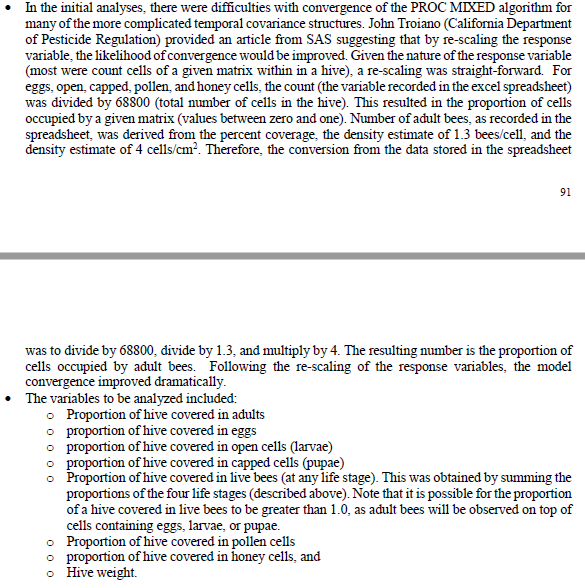 • In the initial analyses, there were difficulties with convergence of the PROC MIXED algorithm for
many of the more complicated temporal covariance structures. John Troiano (California Department
of Pesticide Regulation) provided an article from SAS suggesting that by re-scaling the response
variable, the likelihood of convergence would be improved. Given the nature of the response variable
(most were count cells of a given matrix within in a hive), a re-scaling was straight-forward. For
eggs, open, capped, pollen, and honey cells, the count (the variable recorded in the excel spreadsheet)
was divided by 68800 (total number of cells in the hive). This resulted in the proportion of cells
occupied by a given matrix (values between zero and one). Number of adult bees, as recorded in the
spreadsheet, was derived from the percent coverage, the density estimate of 1.3 bees/cell, and the
density estimate of 4 cells/cm². Therefore, the conversion from the data stored in the spreadsheet
91
was to divide by 68800, divide by 1.3, and multiply by 4. The resulting number is the proportion of
cells occupied by adult bees. Following the re-scaling of the response variables, the model
convergence improved dramatically.
• The variables to be analyzed included:
o Proportion of hive covered in adults
o proportion of hive covered in eggs
o proportion of hive covered in open cells (larvae)
o proportion of hive covered in capped cells (pupae)
o Proportion of hive covered in live bees (at any life stage). This was obtained by summing the
proportions of the four life stages (described above). Note that it is possible for the proportion
of a hive covered in live bees to be greater than 1.0, as adult bees will be observed on top of
cells containing eggs, larvae, or pupae.
o Proportion of hive covered in pollen cells
o proportion of hive covered in honey cells, and
o Hive weight.